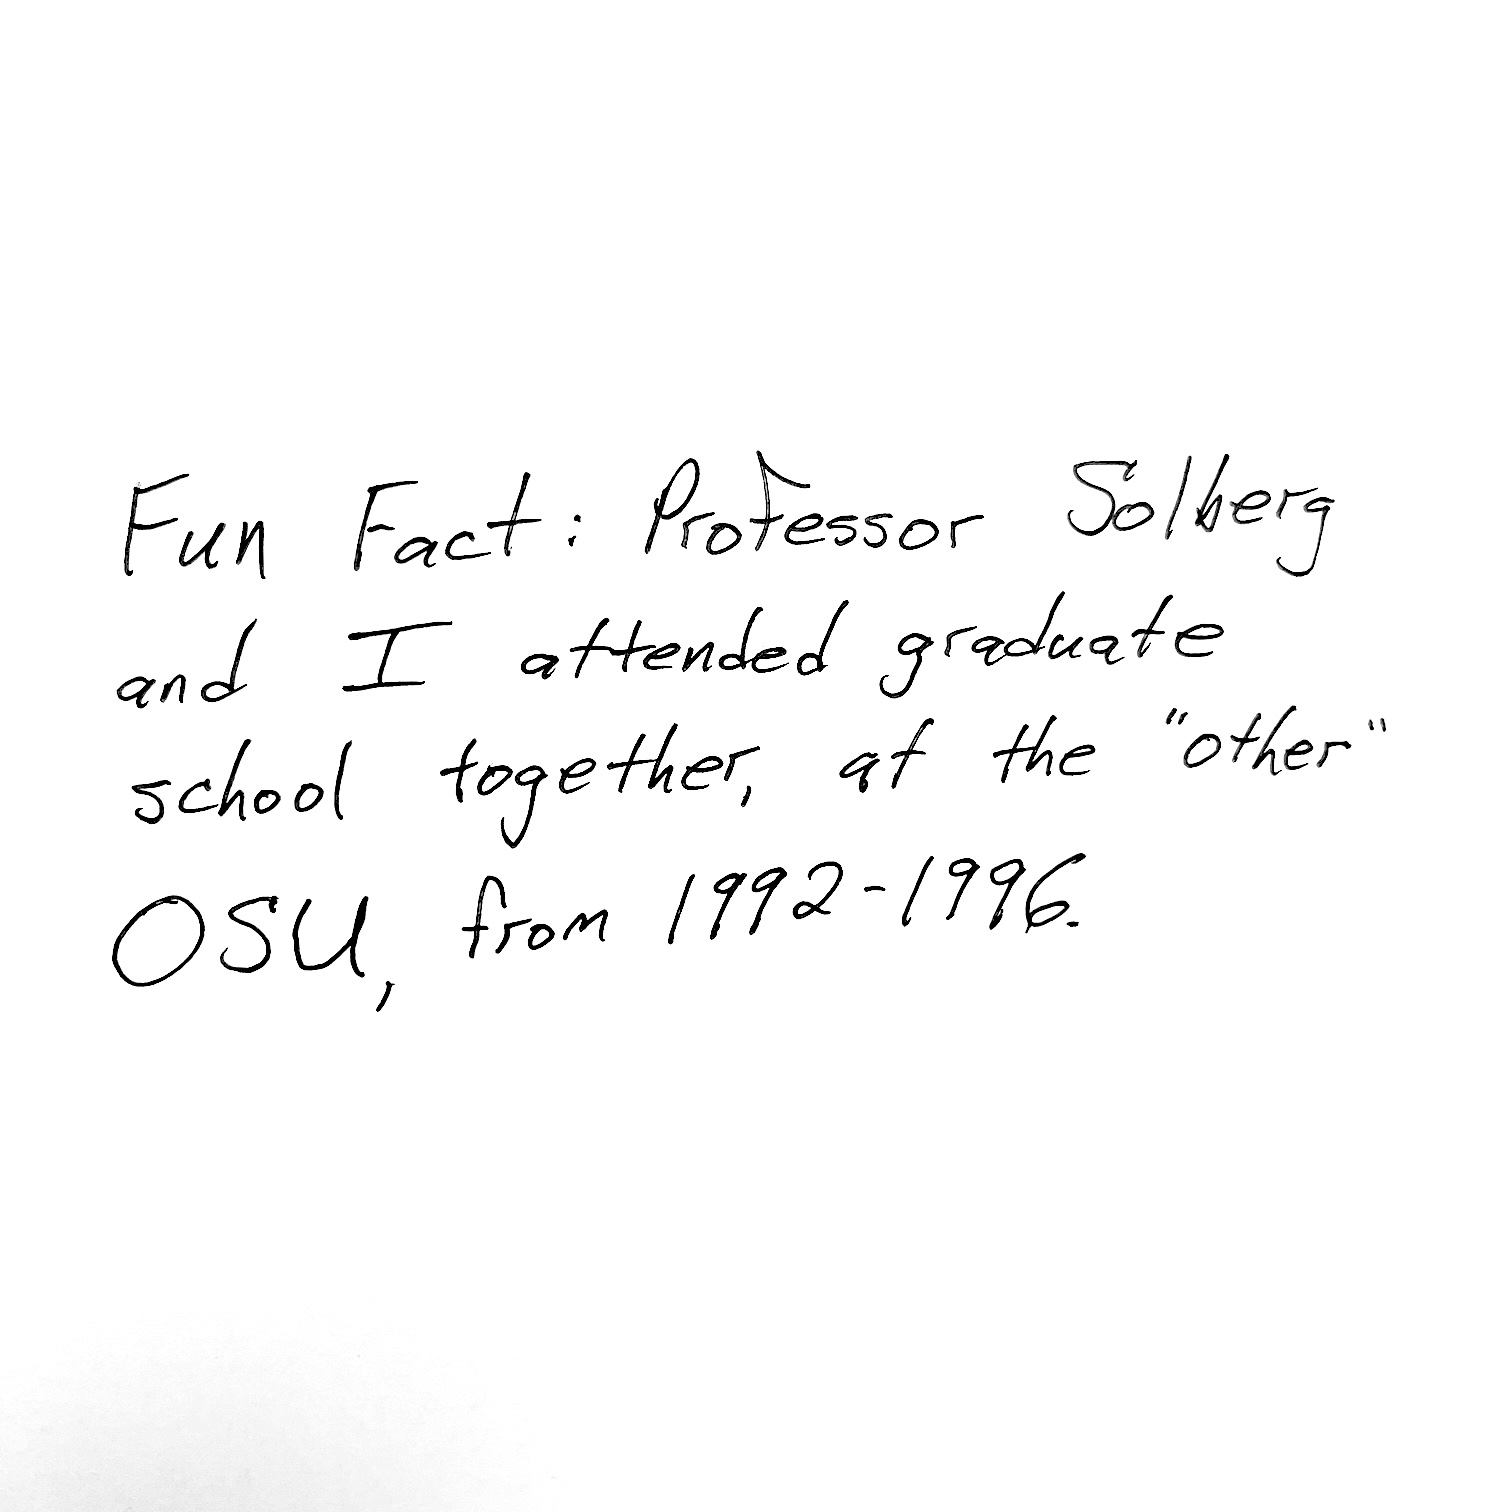 Fun Fact: Professor Solberg
and I attended graduate
school together, at the "other"
OSU, from 1992-1996.